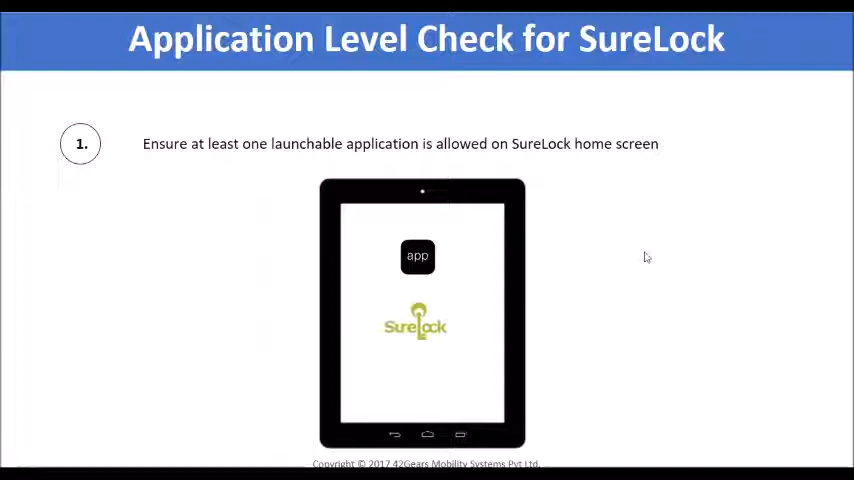 Application Level Check for SureLock
1. Ensure at least one launchable application is allowed on SureLock home screen
app
SureLock
Copyright © 2017 42Gears Mobility Systems Pvt Ltd.